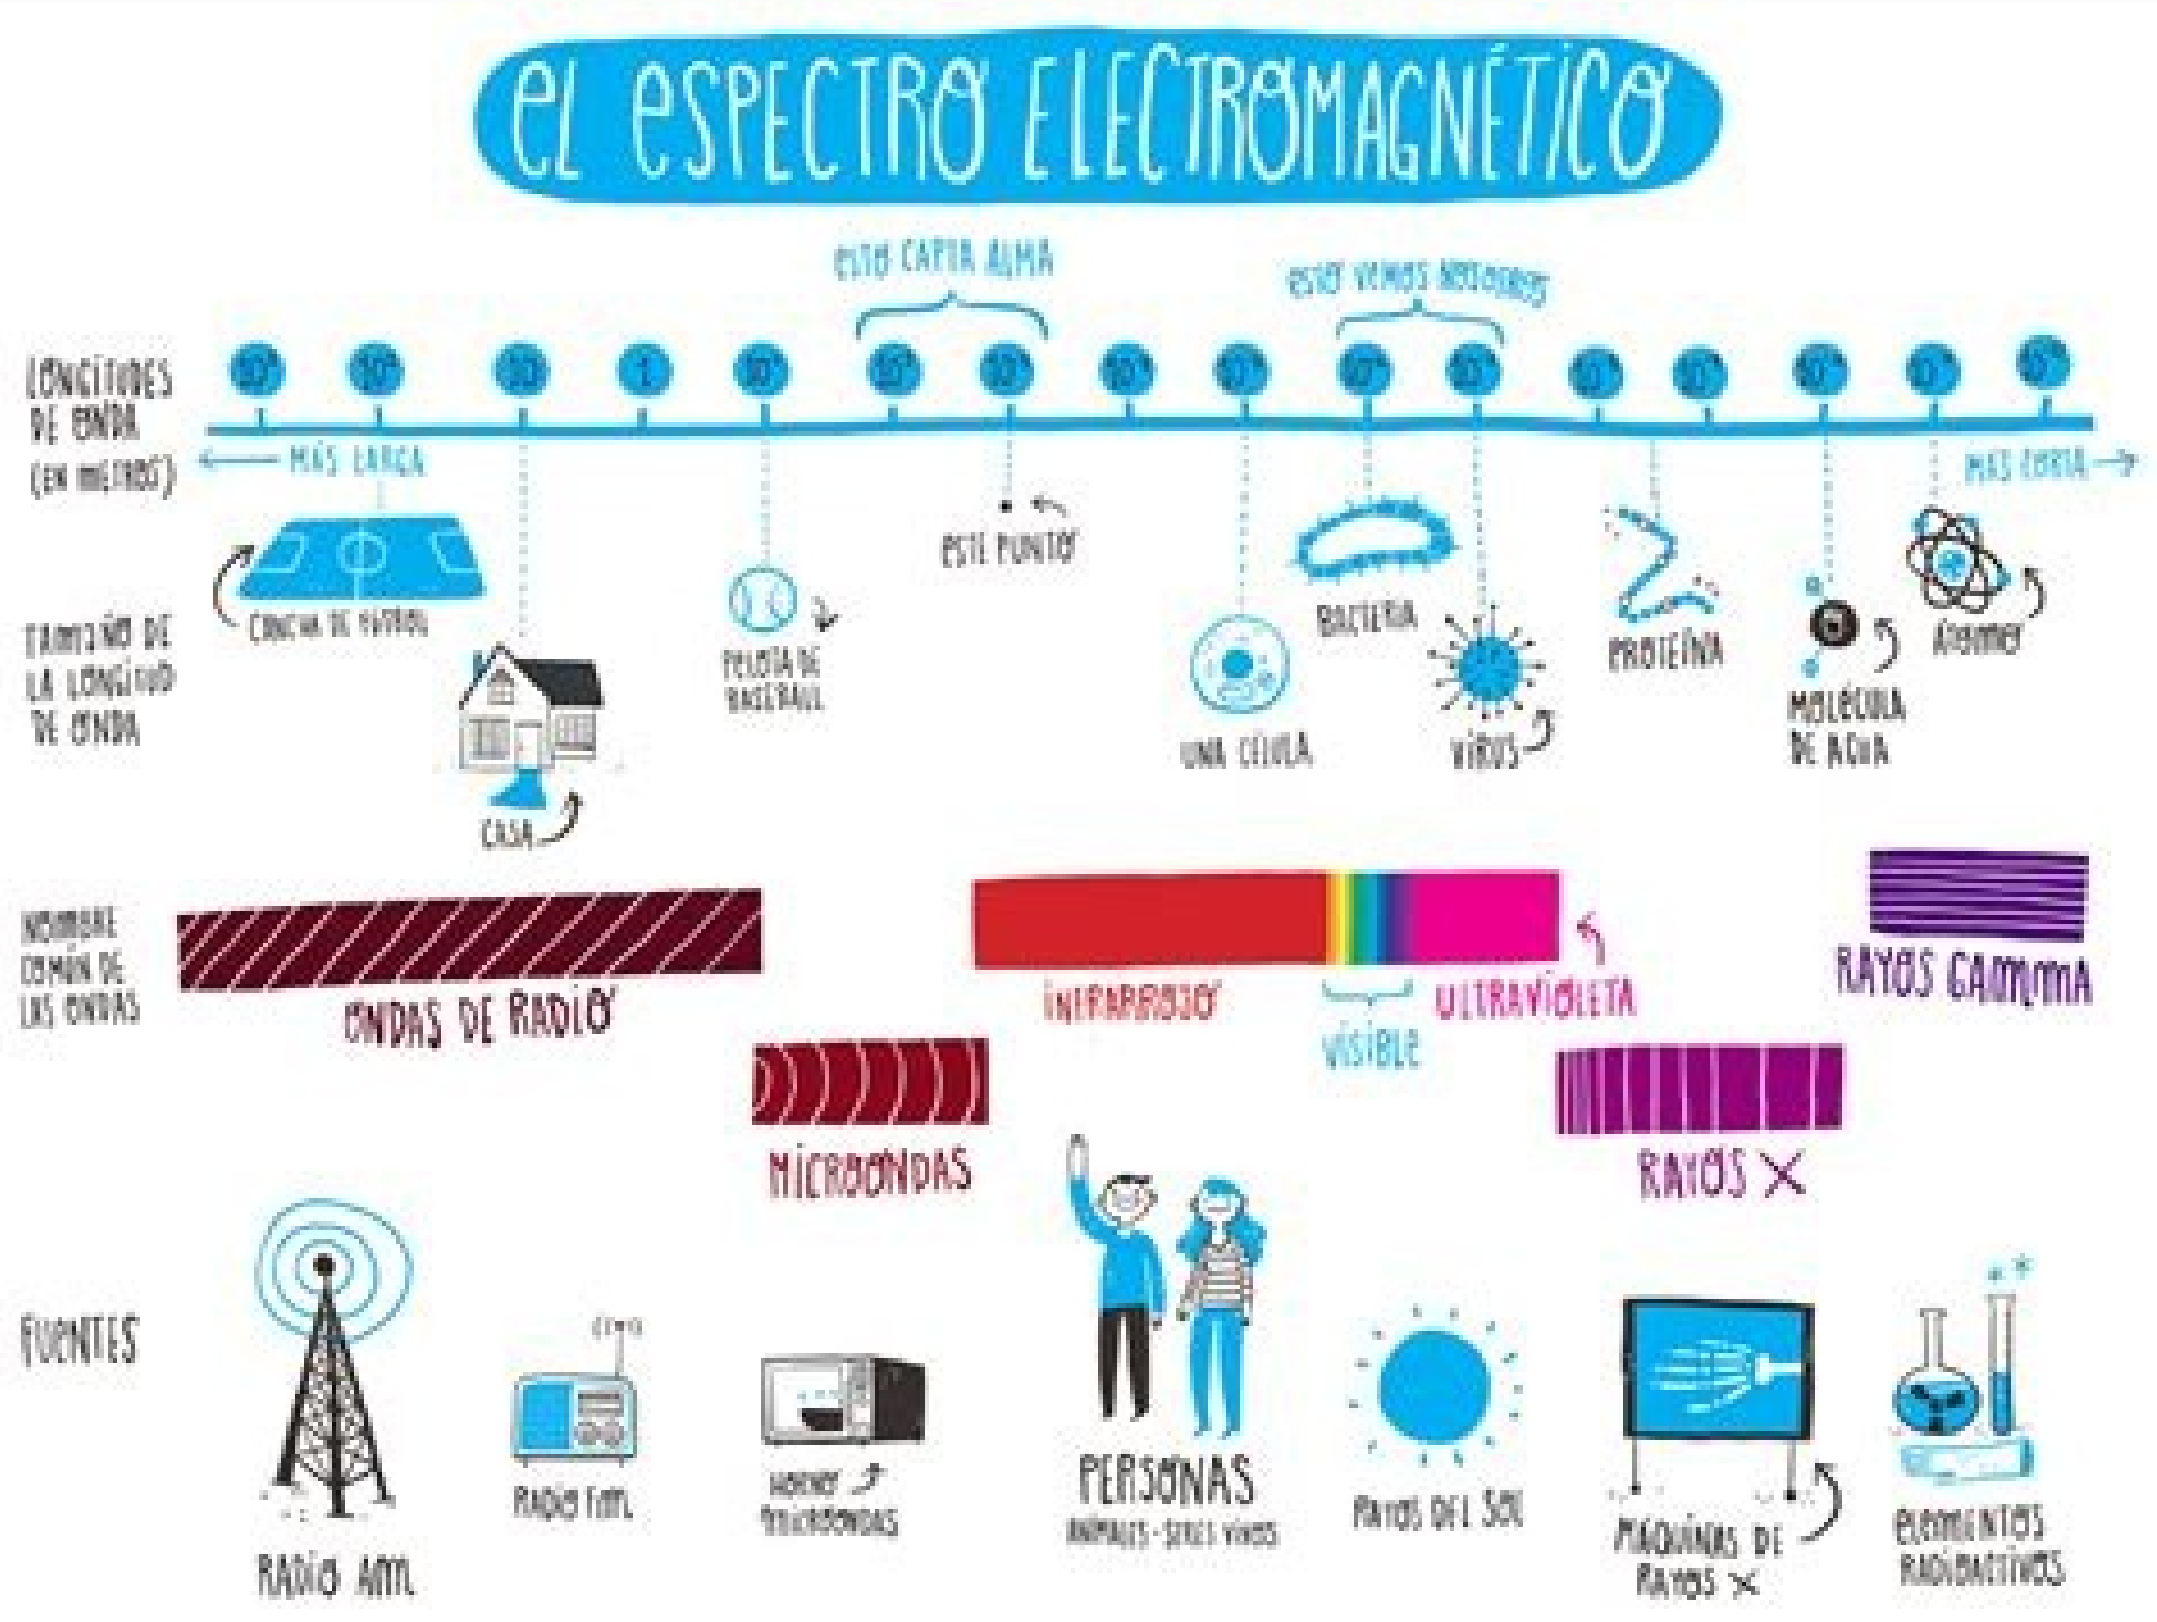 EL ESPECTRO ELECTROMAGNÉTICO
ESTO CAPTA ALMA
ESTO VEMOS NOSOTROS
LONGITUDES
DE ONDA
(EN METROS)
10
1
← MÁS LARGA
MÁS CORTA →
TAMAÑO DE
LA LONGITUD
DE ONDA
CANCHA DE FÚTBOL
CASA
PELOTA DE
BASEBALL
ESTE PUNTO
UNA CÉLULA
BACTERIA
VIRUS
PROTEÍNA
MOLÉCULA
DE AGUA
ÁTOMO
NOMBRE
COMÚN DE
LAS ONDAS
ONDAS DE RADIO
MICROONDAS
INFRARROJO
VISIBLE
ULTRAVIOLETA
RAYOS X
RAYOS GAMMA
FUENTES
RADIO AM
RADIO FM
HORNO
MICROONDAS
PERSONAS
ANIMALES - SERES VIVOS
RAYOS DEL SOL
MÁQUINAS DE
RAYOS X
ELEMENTOS
RADIOACTIVOS